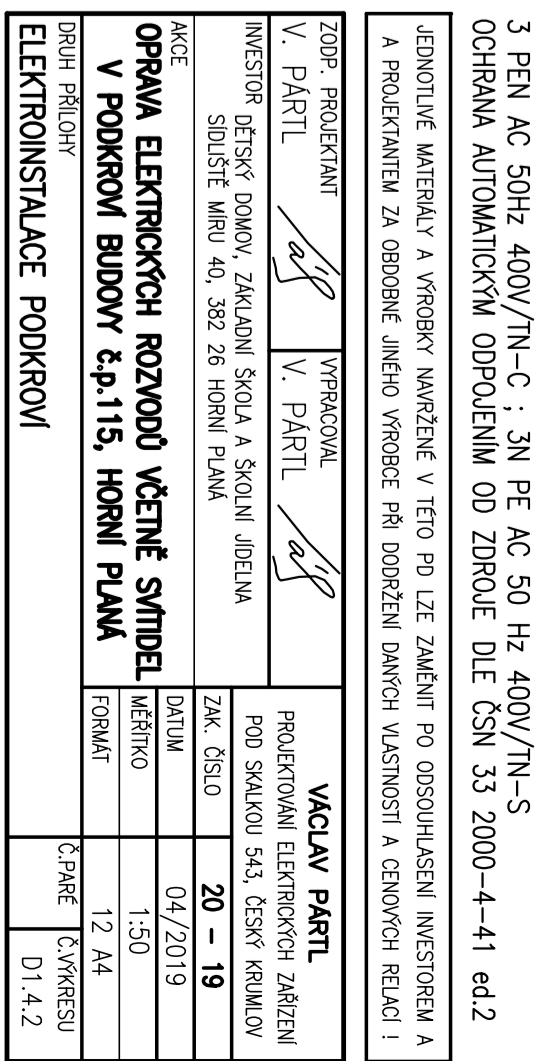 3 PEN AC 50Hz 400V/TN-C ; 3N PE AC 50 Hz 400V/TN-S
OCHRANA AUTOMATICKÝM ODPOJENÍM OD ZDROJE DLE ČSN 33 2000-4-41 ed.2
JEDNOTLIVÉ MATERIÁLY A VÝROBKY NAVRŽENÉ V TÉTO PD LZE ZAMĚNIT PO ODSOUHLASENÍ INVESTOREM A
A PROJEKTANTEM ZA OBDOBNÉ JINÉHO VÝROBCE PŘI DODRŽENÍ DANÝCH VLASTNOSTÍ A CENOVÝCH RELACÍ !
ZODP. PROJEKTANT
V. PÁRTL
VYPRACOVAL
V. PÁRTL
VÁCLAV PÁRTL
PROJEKTOVÁNÍ ELEKTRICKÝCH ZAŘÍZENÍ
POD SKALKOU 543, ČESKÝ KRUMLOV
INVESTOR DĚTSKÝ DOMOV, ZÁKLADNÍ ŠKOLA A ŠKOLNÍ JÍDELNA
SÍDLIŠTĚ MÍRU 40, 382 26 HORNÍ PLANÁ
ZAK. ČÍSLO 20 - 19
AKCE
OPRAVA ELEKTRICKÝCH ROZVODŮ VČETNĚ SVÍTIDEL
V PODKROVÍ BUDOVY č.p.115, HORNÍ PLANÁ
DATUM 04/2019
MĚŘÍTKO 1:50
FORMÁT 12 A4
DRUH PŘÍLOHY
ELEKTROINSTALACE PODKROVÍ
Č.PARÉ
Č.VÝKRESU
D1.4.2